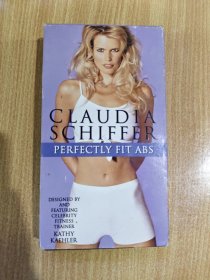 CLAUDIA
SCHIFFER
PERFECTLY FIT ABS
DESIGNED BY
AND
FEATURING
CELEBRITY
FITNESS
TRAINER
KATHY
KAEHLER